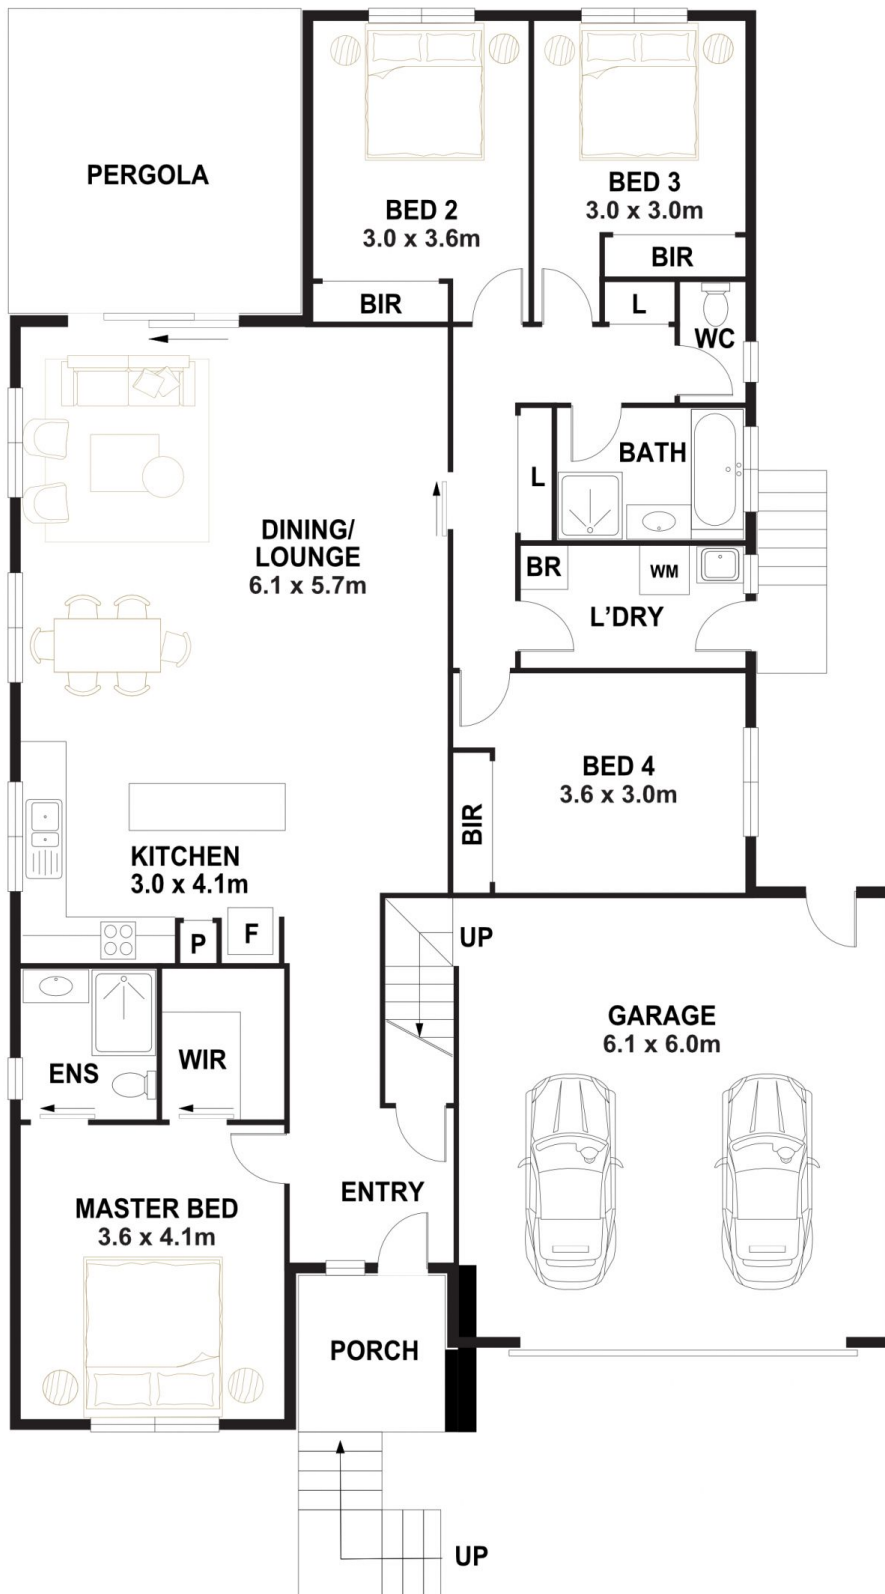 PERGOLA
BED 2
3.0 x 3.6m
BIR
BED 3
3.0 x 3.0m
BIR
L
WC
BATH
L
DINING/
LOUNGE
6.1 x 5.7m
BR
WM
L'DRY
BED 4
3.6 x 3.0m
BIR
KITCHEN
3.0 x 4.1m
P
F
UP
GARAGE
6.1 x 6.0m
ENS
WIR
MASTER BED
3.6 x 4.1m
ENTRY
PORCH
UP